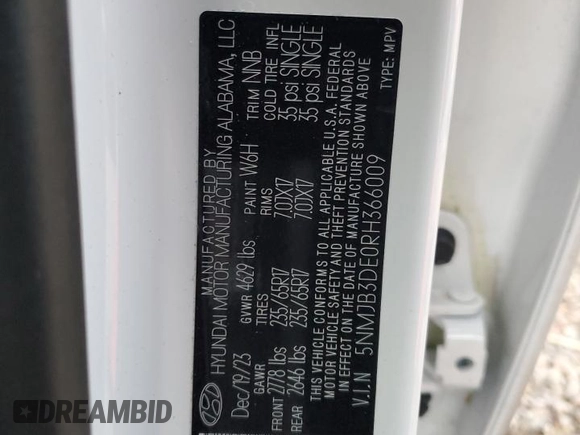 MANUFACTURED BY
HYUNDAI MOTOR MANUFACTURING ALABAMA, LLC
Dec/19/23 GVWR 4629 lbs PAINT W6H TRIM NNB
GAWR TIRES RIMS COLD TIRE INFL
FRONT 2778 lbs 235/65R17 7.0JX17 35 psi SINGLE
REAR 2646 lbs 235/65R17 7.0JX17 35 psi SINGLE
THIS VEHICLE CONFORMS TO ALL APPLICABLE U.S.A. FEDERAL
MOTOR VEHICLE SAFETY AND THEFT PREVENTION STANDARDS
IN EFFECT ON THE DATE OF MANUFACTURE SHOWN ABOVE
V.I.N 5NMJB3DE0RH366009 TYPE: MPV
DREAMBID